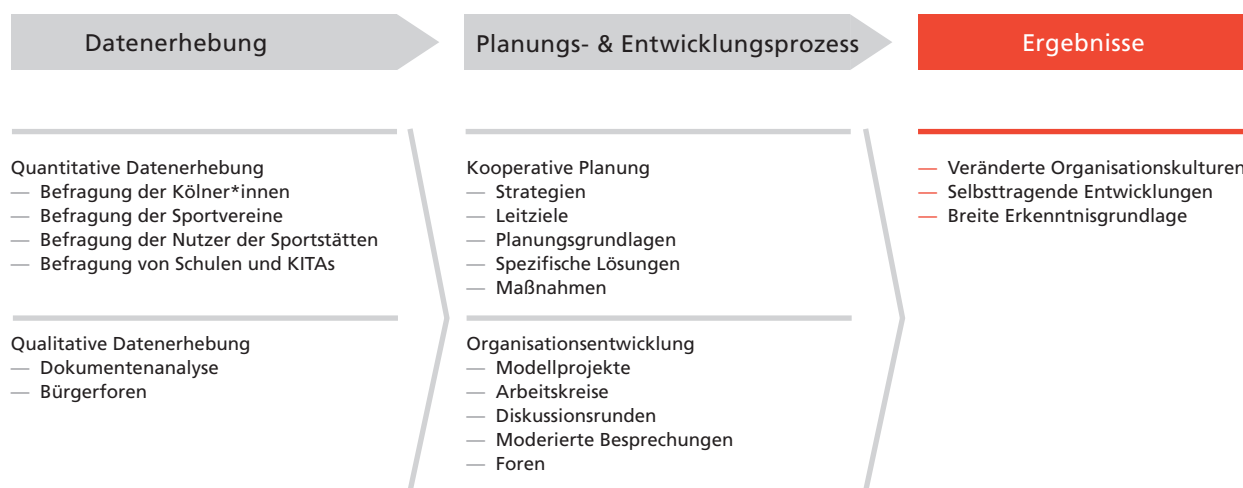 Datenerhebung
Planungs- & Entwicklungsprozess
Ergebnisse
Quantitative Datenerhebung
— Befragung der Kölner*innen
— Befragung der Sportvereine
— Befragung der Nutzer der Sportstätten
— Befragung von Schulen und KITAs
Qualitative Datenerhebung
— Dokumentenanalyse
— Bürgerforen
Kooperative Planung
— Strategien
— Leitziele
— Planungsgrundlagen
— Spezifische Lösungen
— Maßnahmen
Organisationsentwicklung
— Modellprojekte
— Arbeitskreise
— Diskussionsrunden
— Moderierte Besprechungen
— Foren
— Veränderte Organisationskulturen
— Selbsttragende Entwicklungen
— Breite Erkenntnisgrundlage